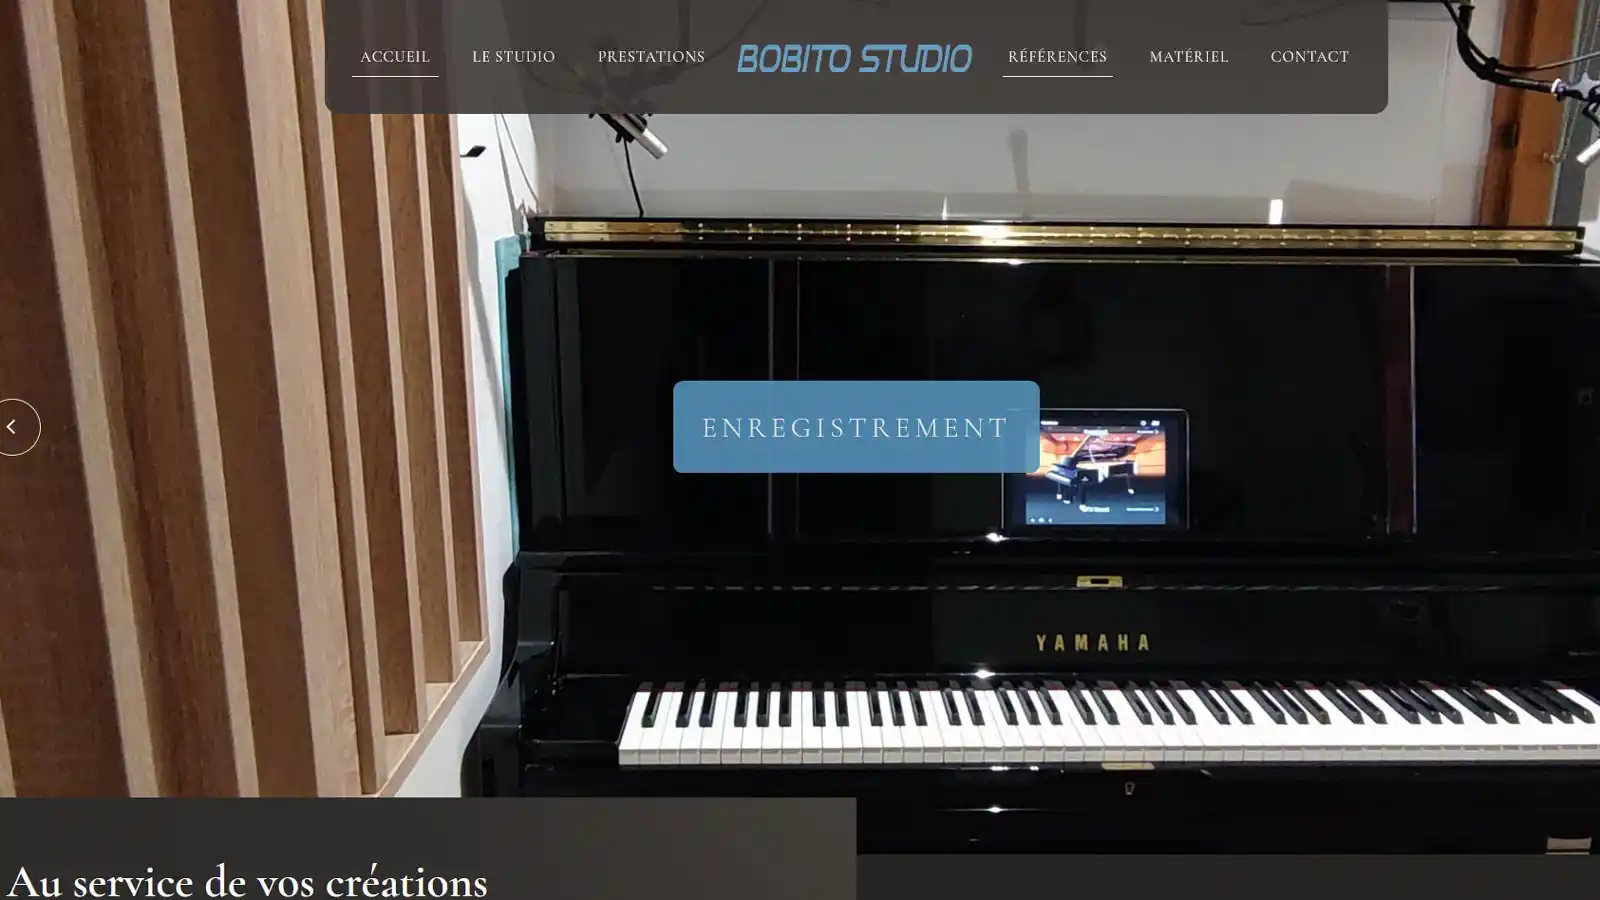 ACCUEIL LE STUDIO PRESTATIONS BOBITO STUDIO RÉFÉRENCES MATÉRIEL CONTACT
ENREGISTREMENT
YAMAHA
Au service de vos créations